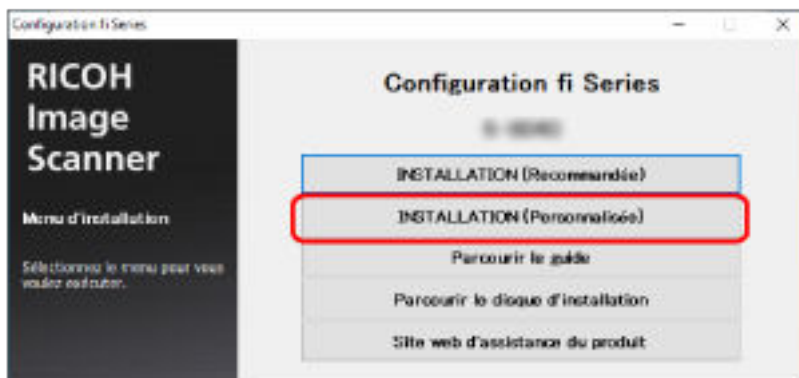 Configuration fi Series
RICOH
Image
Scanner
Menu d'installation
Sélectionnez le menu pour vous
voulez exécuter.
Configuration fi Series
INSTALLATION (Recommandée)
INSTALLATION (Personnalisée)
Parcourir le guide
Parcourir le disque d'installation
Site web d'assistance du produit